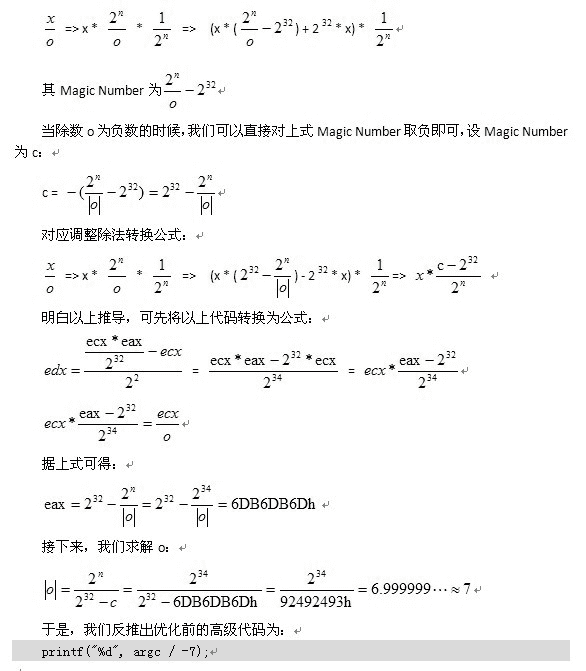 x/o => x * 2^n/o * 1/2^n => (x * (2^n/o − 2^32) + 2^32 * x) * 1/2^n
其 Magic Number 为 2^n/o − 2^32
当除数 o 为负数的时候，我们可以直接对上式 Magic Number 取负即可，设 Magic Number
为 c：
c = −(2^n/|o| − 2^32) = 2^32 − 2^n/|o|
对应调整除法转换公式：
x/o => x * 2^n/o * 1/2^n => (x * (2^32 − 2^n/|o|) - 2^32 * x) * 1/2^n => x * (c − 2^32)/2^n
明白以上推导，可先将以上代码转换为公式：
edx = (ecx * eax/2^32 − ecx)/2^2 = (ecx * eax − 2^32 * ecx)/2^34 = ecx * (eax − 2^32)/2^34
ecx * (eax − 2^32)/2^34 = ecx/o
据上式可得：
eax = 2^32 − 2^n/|o| = 2^32 − 2^34/|o| = 6DB6DB6Dh
接下来，我们求解 o：
|o| = 2^n/(2^32 − c) = 2^34/(2^32 − 6DB6DB6Dh) = 2^34/92492493h = 6.999999⋯ ≈ 7
于是，我们反推出优化前的高级代码为：
printf("%d", argc / -7);